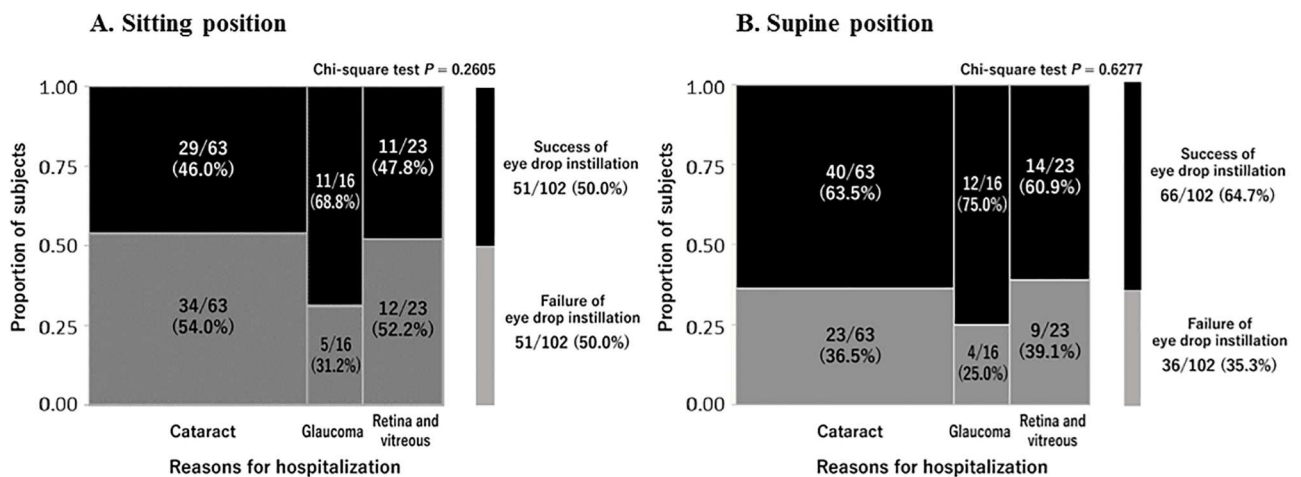 A. Sitting position
Chi-square test P = 0.2605
Proportion of subjects
1.00
0.75
0.50
0.25
0.00
29/63
(46.0%)
34/63
(54.0%)
11/16
(68.8%)
5/16
(31.2%)
11/23
(47.8%)
12/23
(52.2%)
Success of
eye drop instillation
51/102 (50.0%)
Failure of
eye drop instillation
51/102 (50.0%)
Cataract
Glaucoma
Retina and
vitreous
Reasons for hospitalization
B. Supine position
Chi-square test P = 0.6277
Proportion of subjects
1.00
0.75
0.50
0.25
0.00
40/63
(63.5%)
23/63
(36.5%)
12/16
(75.0%)
4/16
(25.0%)
14/23
(60.9%)
9/23
(39.1%)
Success of
eye drop instillation
66/102 (64.7%)
Failure of
eye drop instillation
36/102 (35.3%)
Cataract
Glaucoma
Retina and
vitreous
Reasons for hospitalization